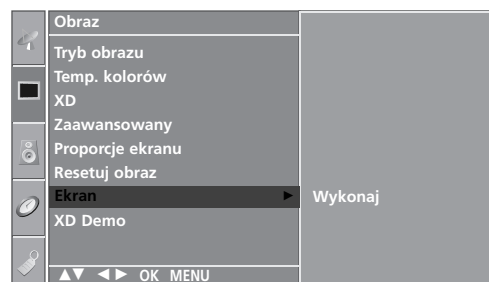 Obraz
Tryb obrazu
Temp. kolorów
XD
Zaawansowany
Proporcje ekranu
Resetuj obraz
Ekran ► Wykonaj
XD Demo
▲▼ ◄► OK MENU